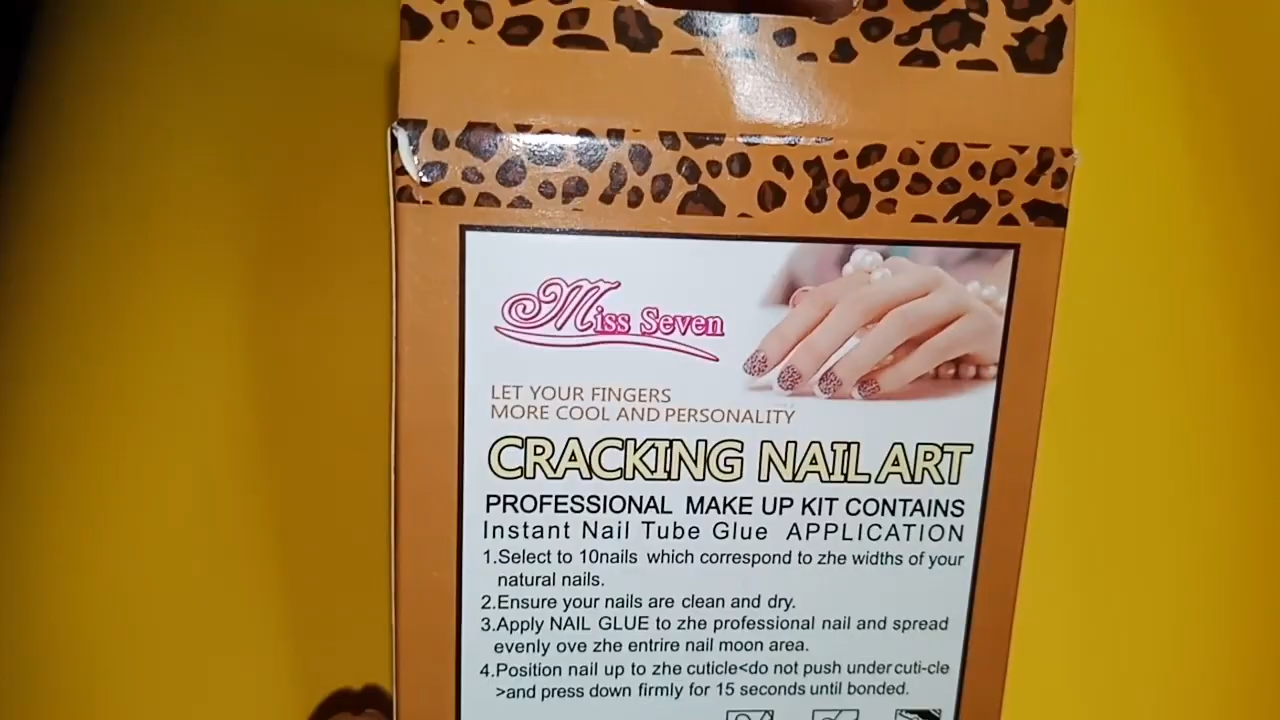 Miss Seven
LET YOUR FINGERS
MORE COOL AND PERSONALITY
CRACKING NAIL ART
PROFESSIONAL MAKE UP KIT CONTAINS
Instant Nail Tube Glue APPLICATION
1.Select to 10nails which correspond to zhe widths of your
natural nails.
2.Ensure your nails are clean and dry.
3.Apply NAIL GLUE to zhe professional nail and spread
evenly ove zhe entrire nail moon area.
4.Position nail up to zhe cuticle<do not push under cuti-cle
>and press down firmly for 15 seconds until bonded.